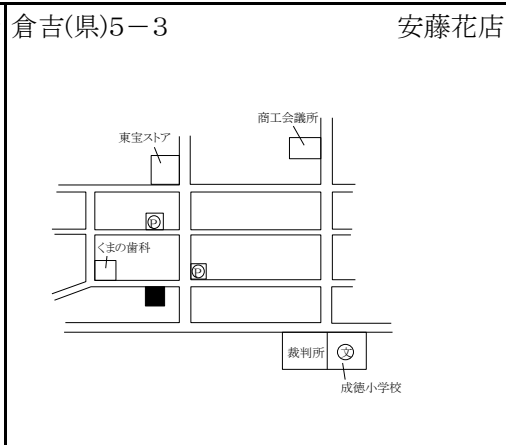 倉吉(県)5－3 安藤花店
商工会議所
東宝ストア
P
くまの歯科
P
裁判所 文
成徳小学校